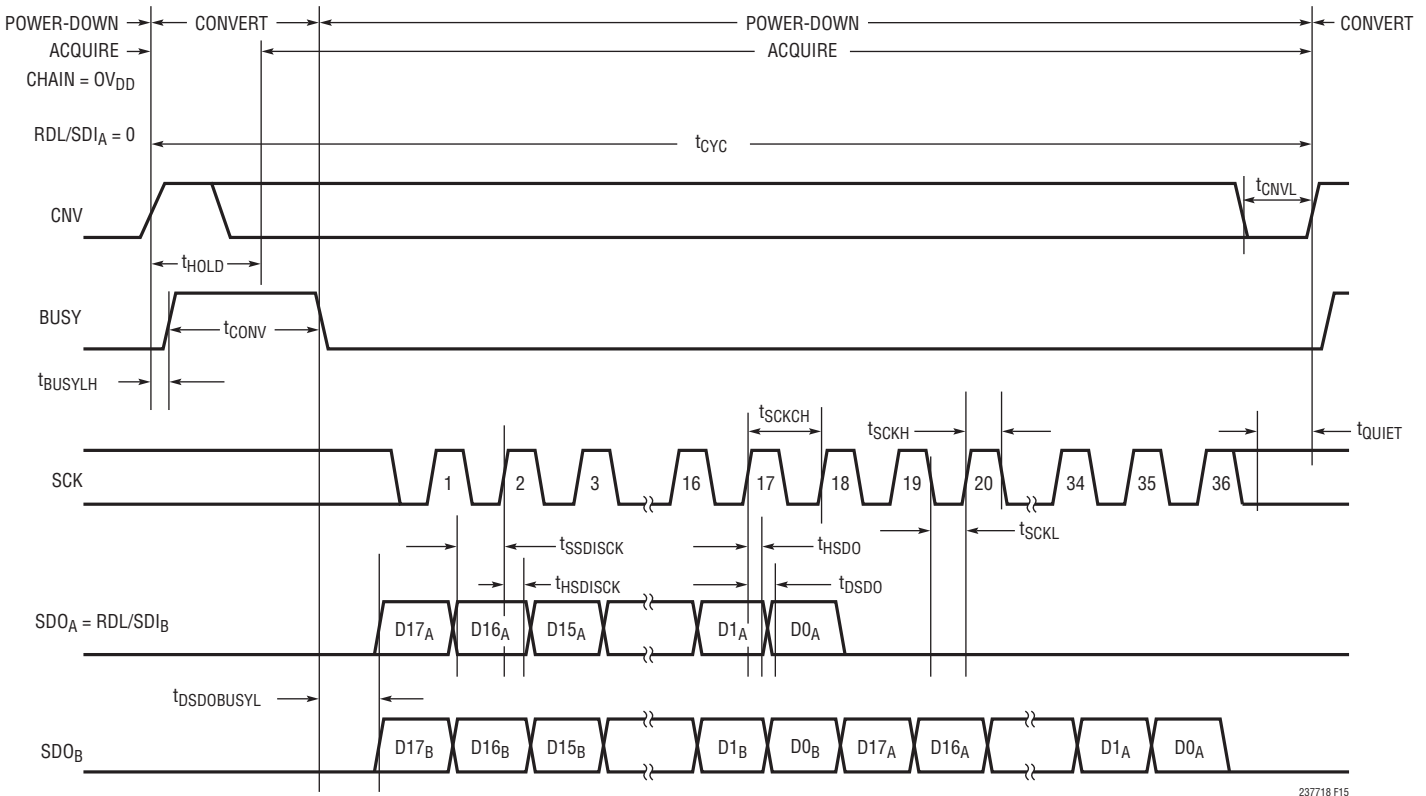 POWER-DOWN CONVERT POWER-DOWN CONVERT
ACQUIRE ACQUIRE
CHAIN = OVDD
RDL/SDIA = 0
tCYC
tCNVL
CNV
tHOLD
BUSY
tCONV
tBUSYLH
tSCKCH
tSCKH
tQUIET
SCK
1 2 3 16 17 18 19 20 34 35 36
tSCKL
tSSDISCK
tHSDO
tHSDISCK
tDSDO
SDOA = RDL/SDIB
D17A D16A D15A D1A D0A
tDSDOBUSYL
SDOB
D17B D16B D15B D1B D0B D17A D16A D1A D0A
237718 F15